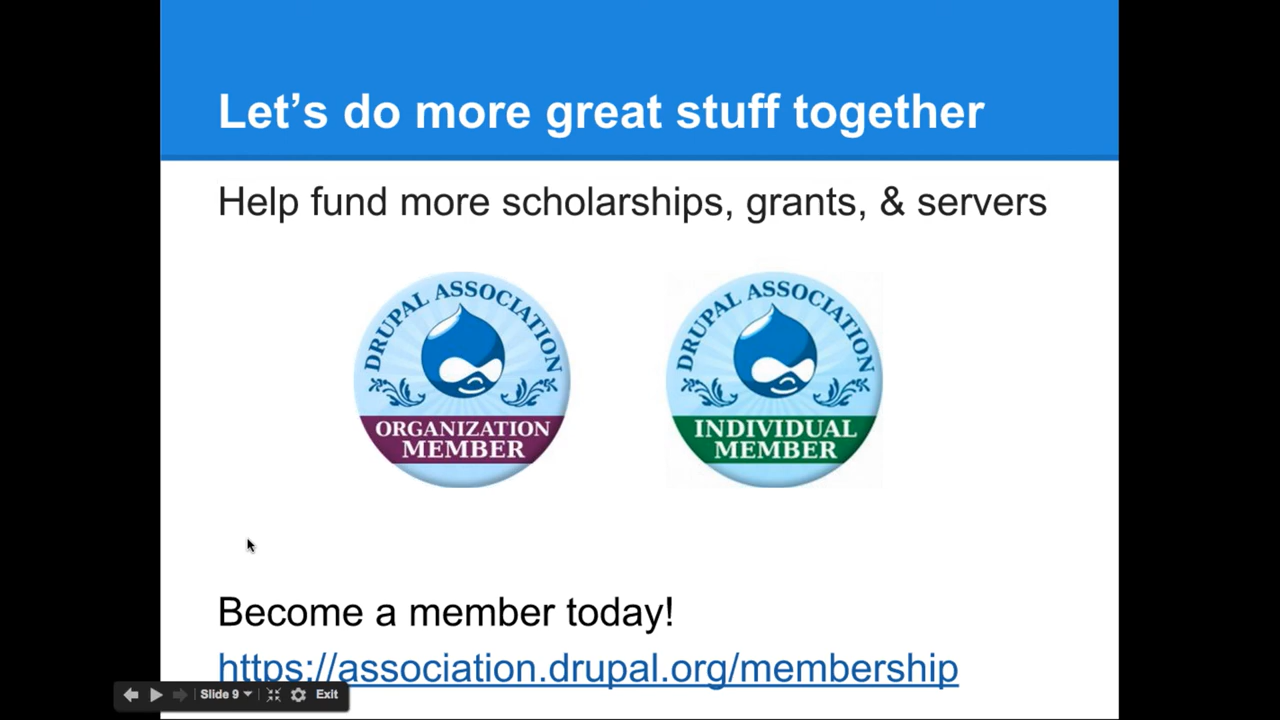 Let’s do more great stuff together
Help fund more scholarships, grants, & servers
DRUPAL ASSOCIATION
ORGANIZATION
MEMBER
DRUPAL ASSOCIATION
INDIVIDUAL
MEMBER
Become a member today!
https://association.drupal.org/membership
Slide 9 Exit